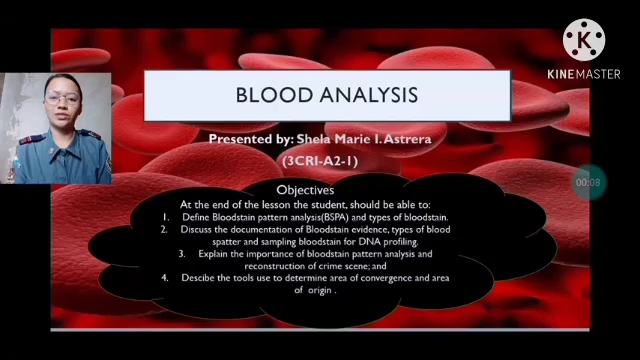 BLOOD ANALYSIS
K
KINEMASTER
Presented by: Shela Marie I. Astrera
(3CRI-A2-1)
00:08
Objectives
At the end of the lesson the student, should be able to:
1. Define Bloodstain pattern analysis(BSPA) and types of bloodstain.
2. Discuss the documentation of Bloodstain evidence, types of blood
spatter and sampling bloodstain for DNA profiling.
3. Explain the importance of bloodstain pattern analysis and
reconstruction of crime scene; and
4. Descibe the tools use to determine area of convergence and area
of origin .